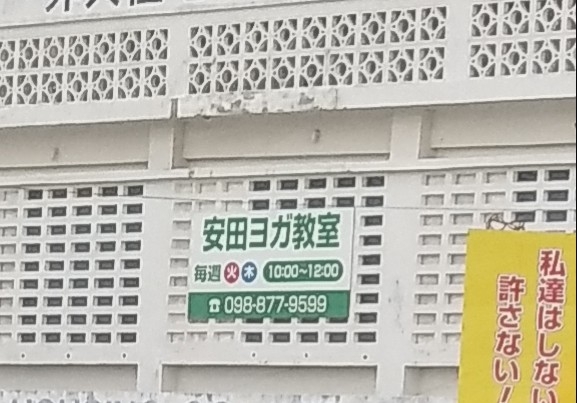 安田ヨガ教室
毎週 火 木 10:00~12:00
☎098-877-9599
私達はしない
許さない!